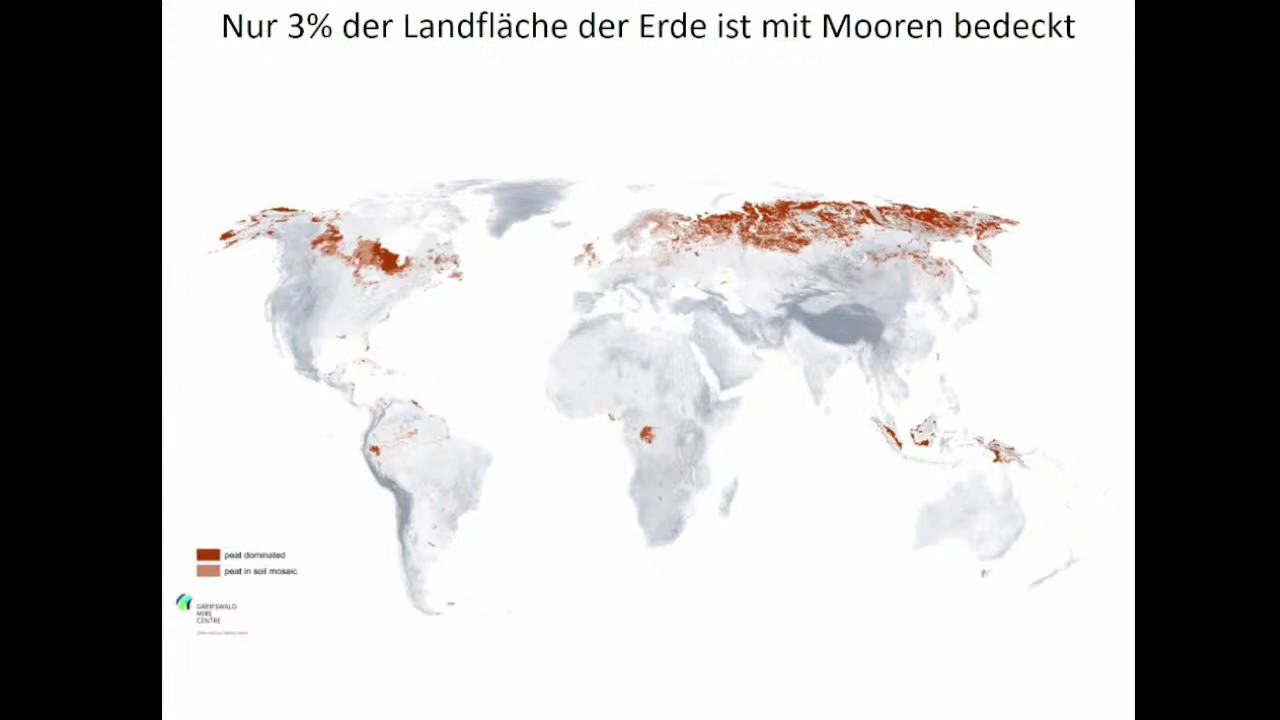 Nur 3% der Landfläche der Erde ist mit Mooren bedeckt
peat dominated
peat in soil mosaic
GREIFSWALD
MIRE
CENTRE